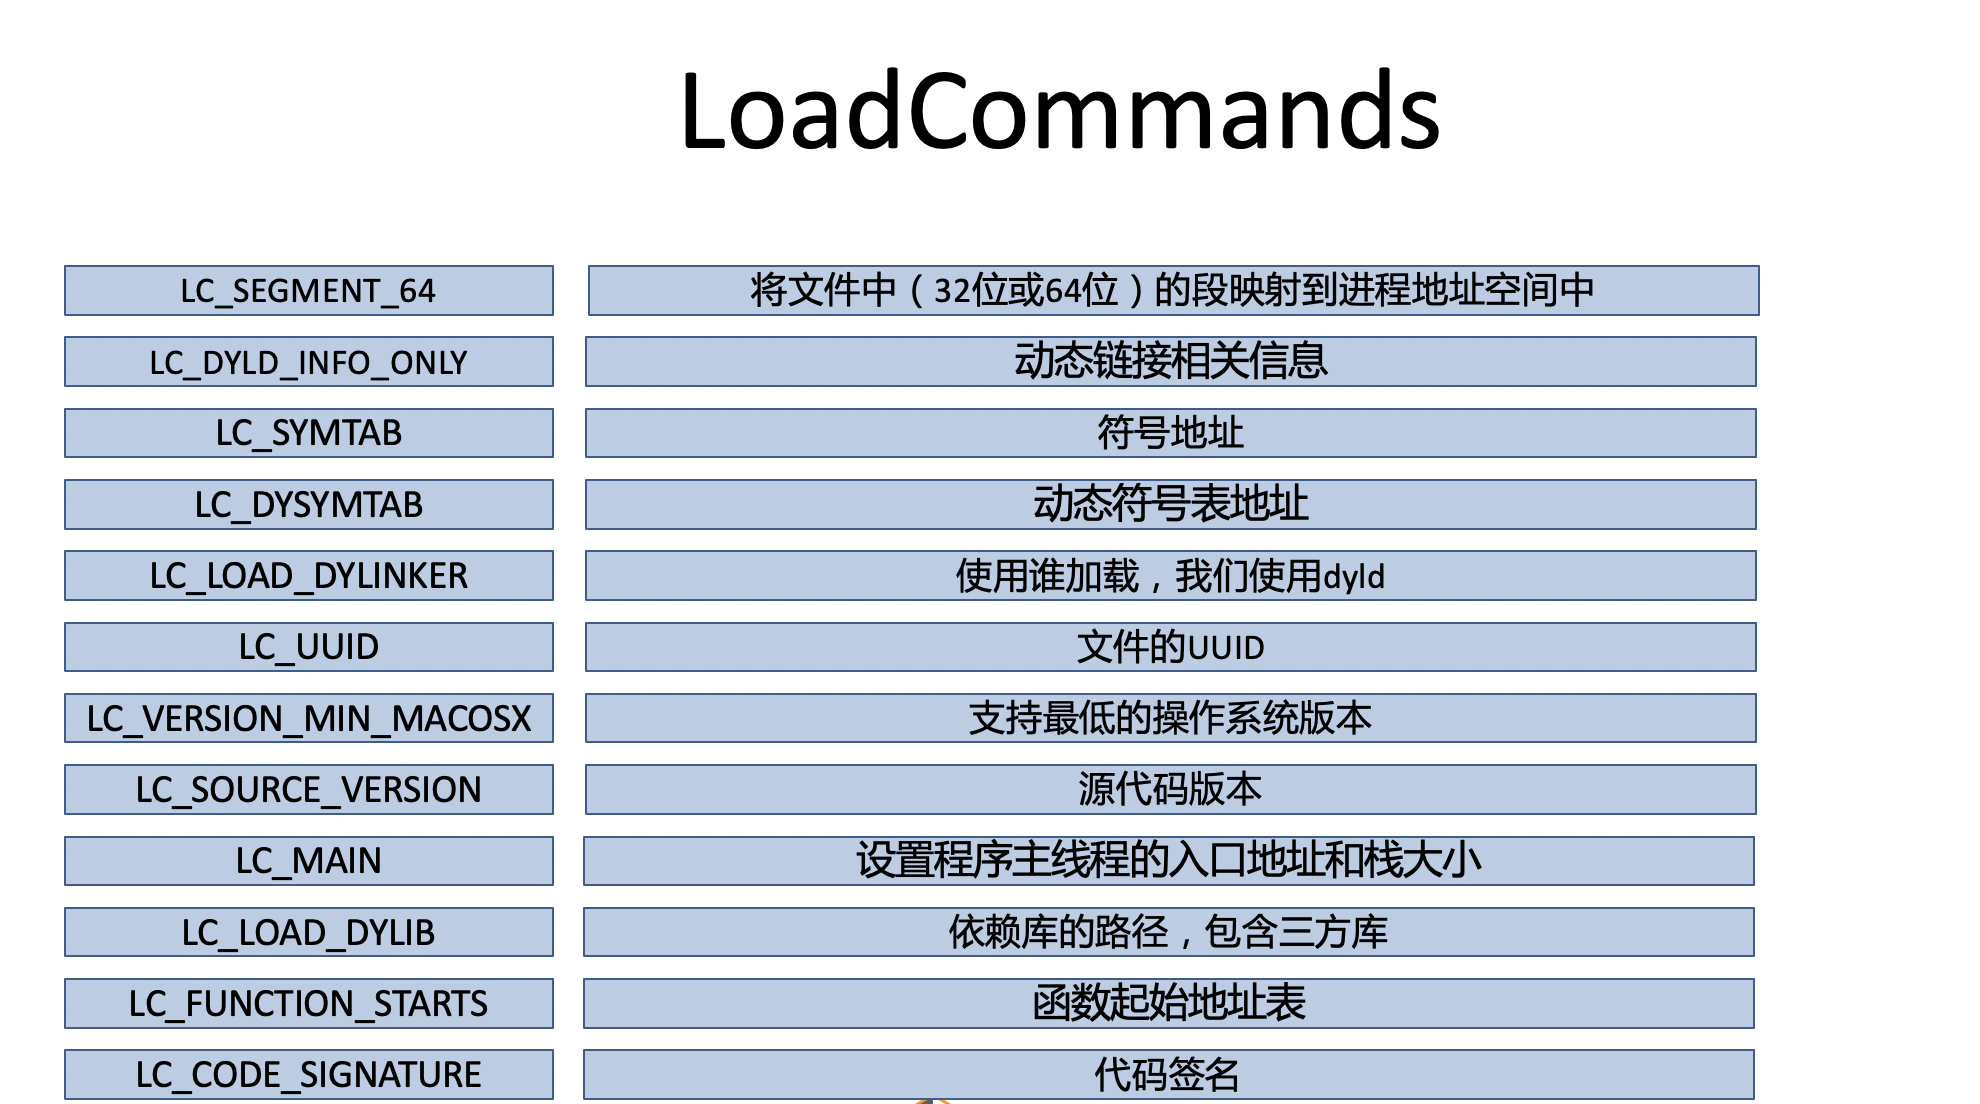 LoadCommands
LC_SEGMENT_64 将文件中（32位或64位）的段映射到进程地址空间中
LC_DYLD_INFO_ONLY 动态链接相关信息
LC_SYMTAB 符号地址
LC_DYSYMTAB 动态符号表地址
LC_LOAD_DYLINKER 使用谁加载，我们使用dyld
LC_UUID 文件的UUID
LC_VERSION_MIN_MACOSX 支持最低的操作系统版本
LC_SOURCE_VERSION 源代码版本
LC_MAIN 设置程序主线程的入口地址和栈大小
LC_LOAD_DYLIB 依赖库的路径，包含三方库
LC_FUNCTION_STARTS 函数起始地址表
LC_CODE_SIGNATURE 代码签名